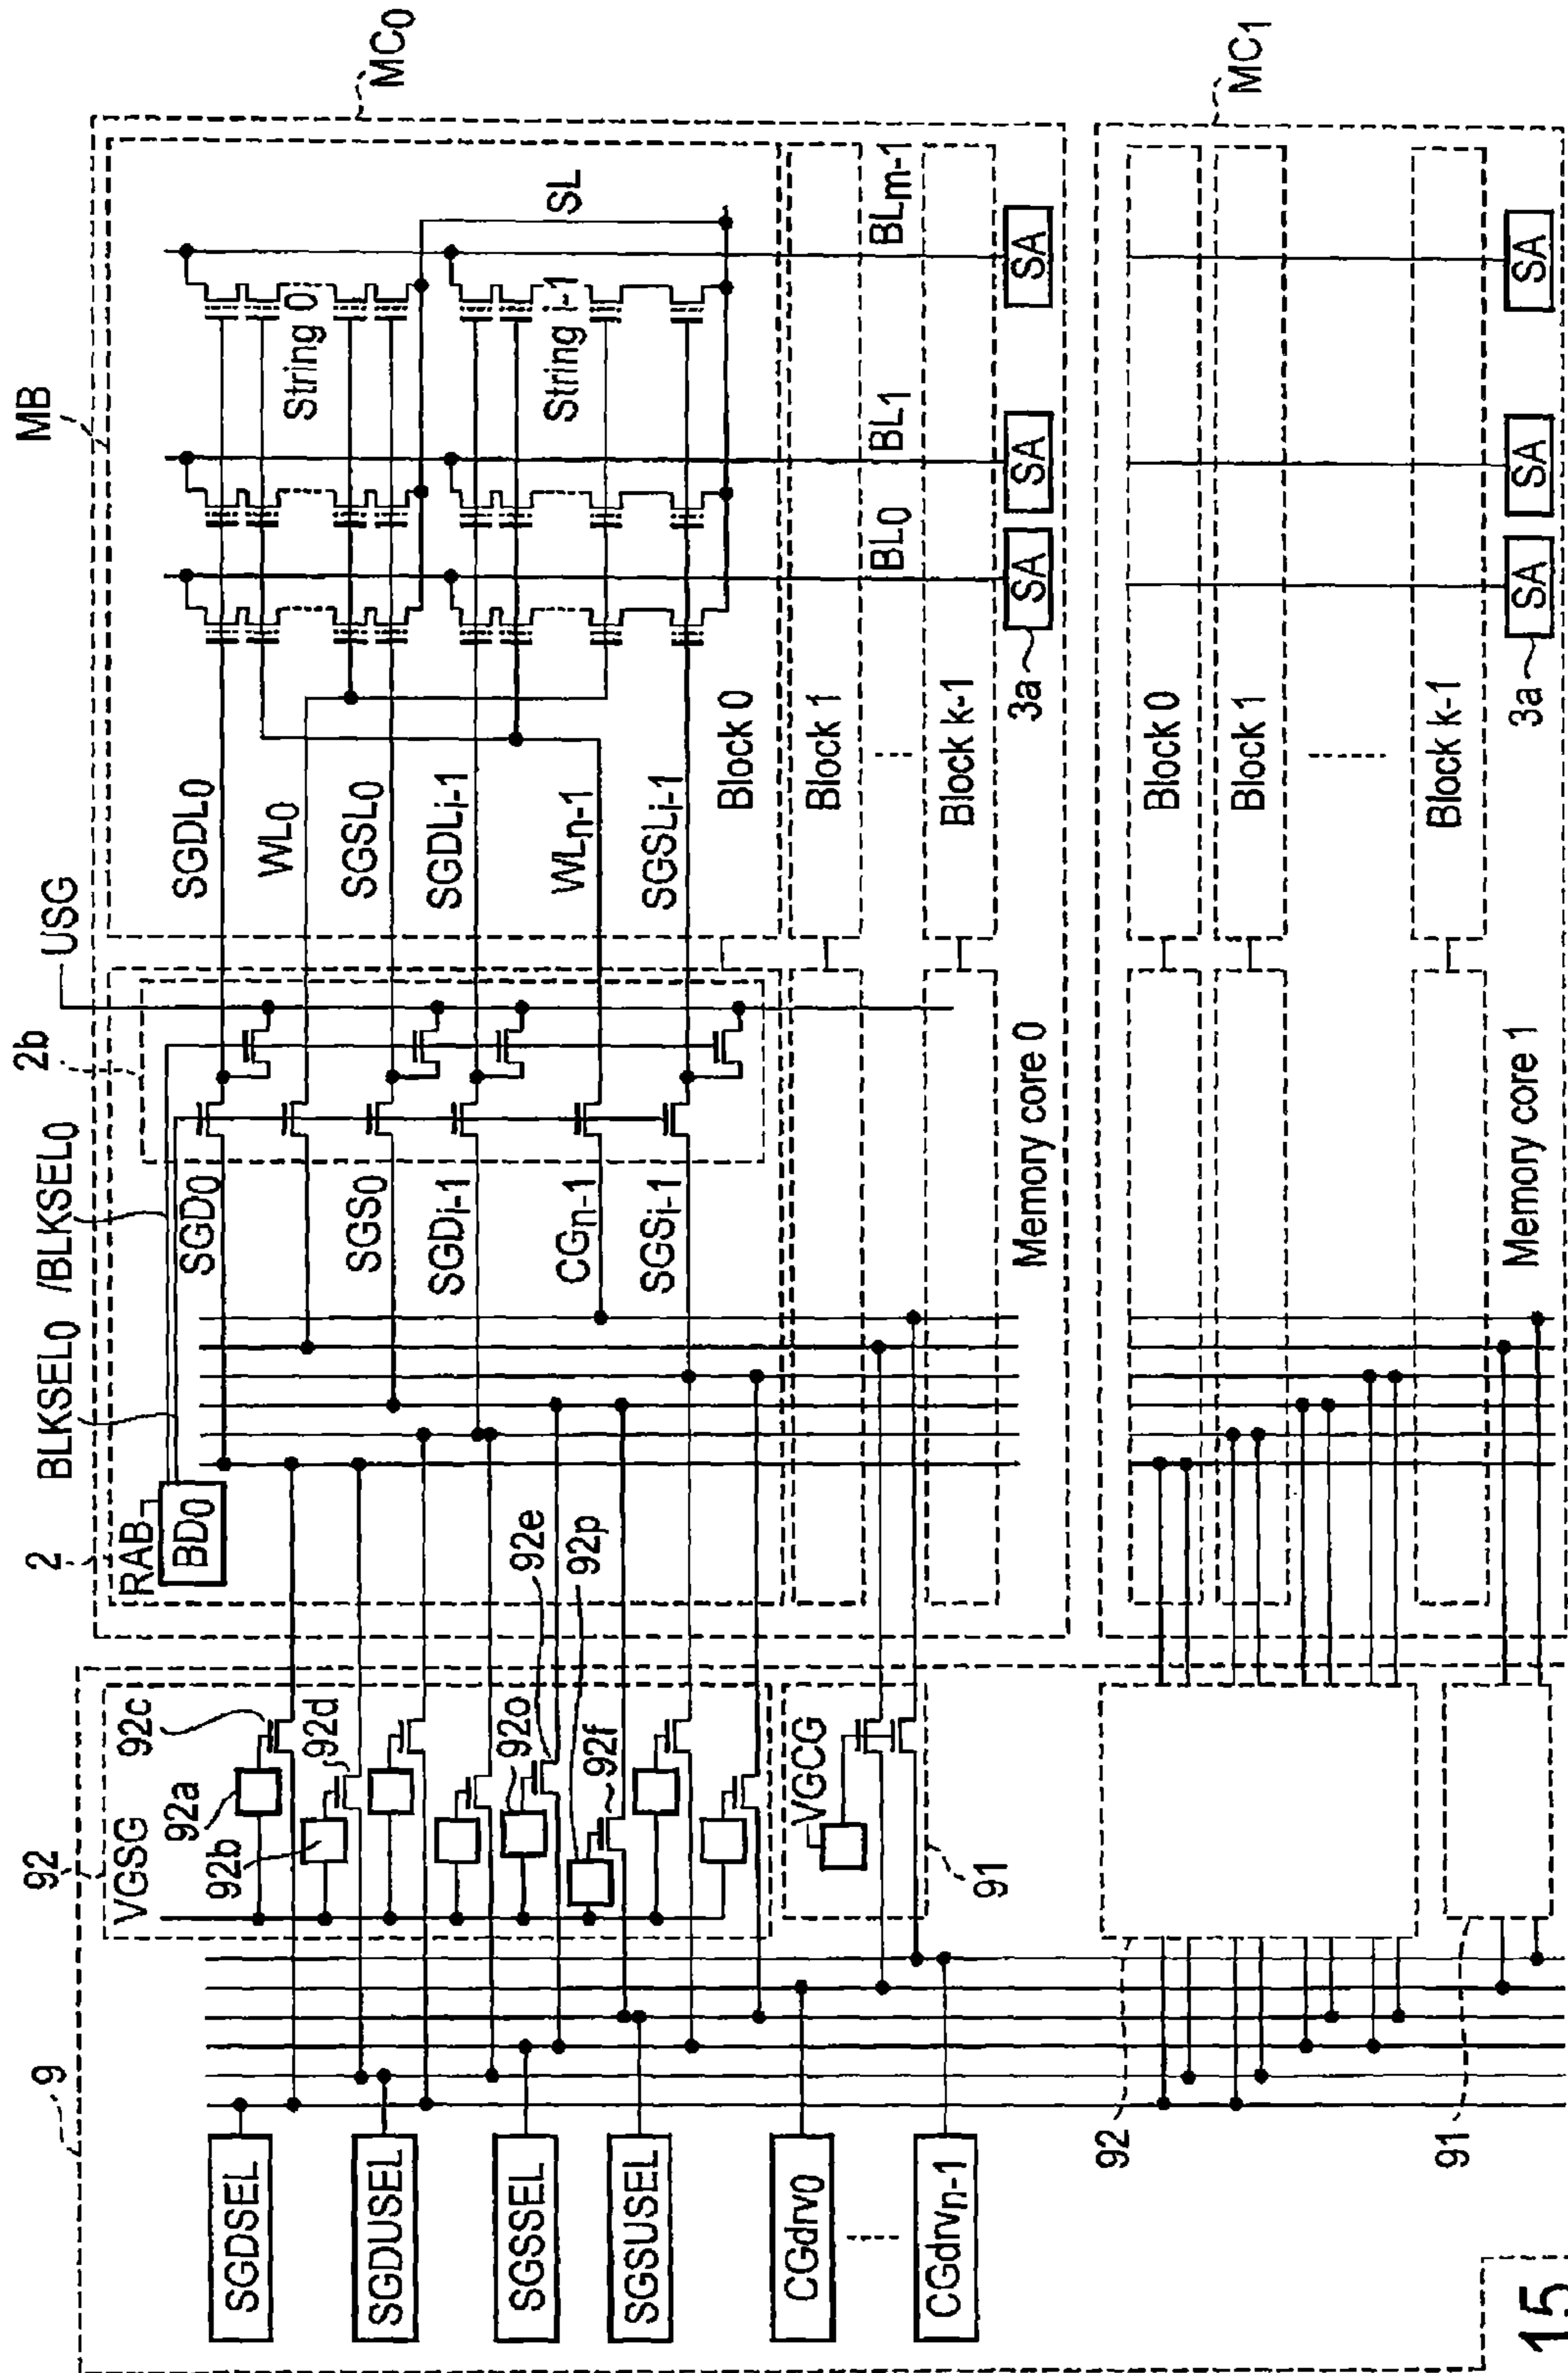 MC0
MC1
MB
USG
2b
BLKSEL0 /BLKSEL0
2
RAB
BD0
SGD0
SGS0
SGDi-1
CGn-1
SGSi-1
SGDL0
WL0
SGSL0
SGDLi-1
WLn-1
SGSLi-1
String 0
String i-1
SL
BL0
BL1
BLm-1
Block 0
Block 1
Block k-1
3a
SA
SA
SA
Memory core 0
Block 0
Block 1
Block k-1
3a
SA
SA
SA
Memory core 1
92
VGSG
92a
92b
92c
92d
92o
92e
92p
92f
VGCG
91
92
91
9
SGDSEL
SGDUSEL
SGSSEL
SGSUSEL
CGdrv0
CGdrvn-1
15